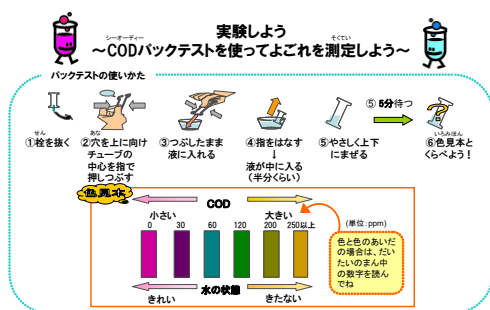 実験しよう
シーオーディー
そくてい
～CODパックテストを使ってよごれを測定しよう～
パックテストの使いかた
せん
①栓を抜く
あな
②穴を上に向け
チューブの
中心を指で
押しつぶす
③つぶしたまま
液に入れる
④指をはなす
↓
液が中に入る
(半分くらい)
⑤やさしく上下
にまぜる
⑤ 5分待つ
?
いろみほん
⑥色見本と
くらべよう!
色見本
COD
小さい
大きい
(単位:ppm)
0 30 60 120 200 250以上
色と色のあいだ
の場合は、だい
たいのまん中
の数字を読ん
でね
水の状態
きれい
きたない